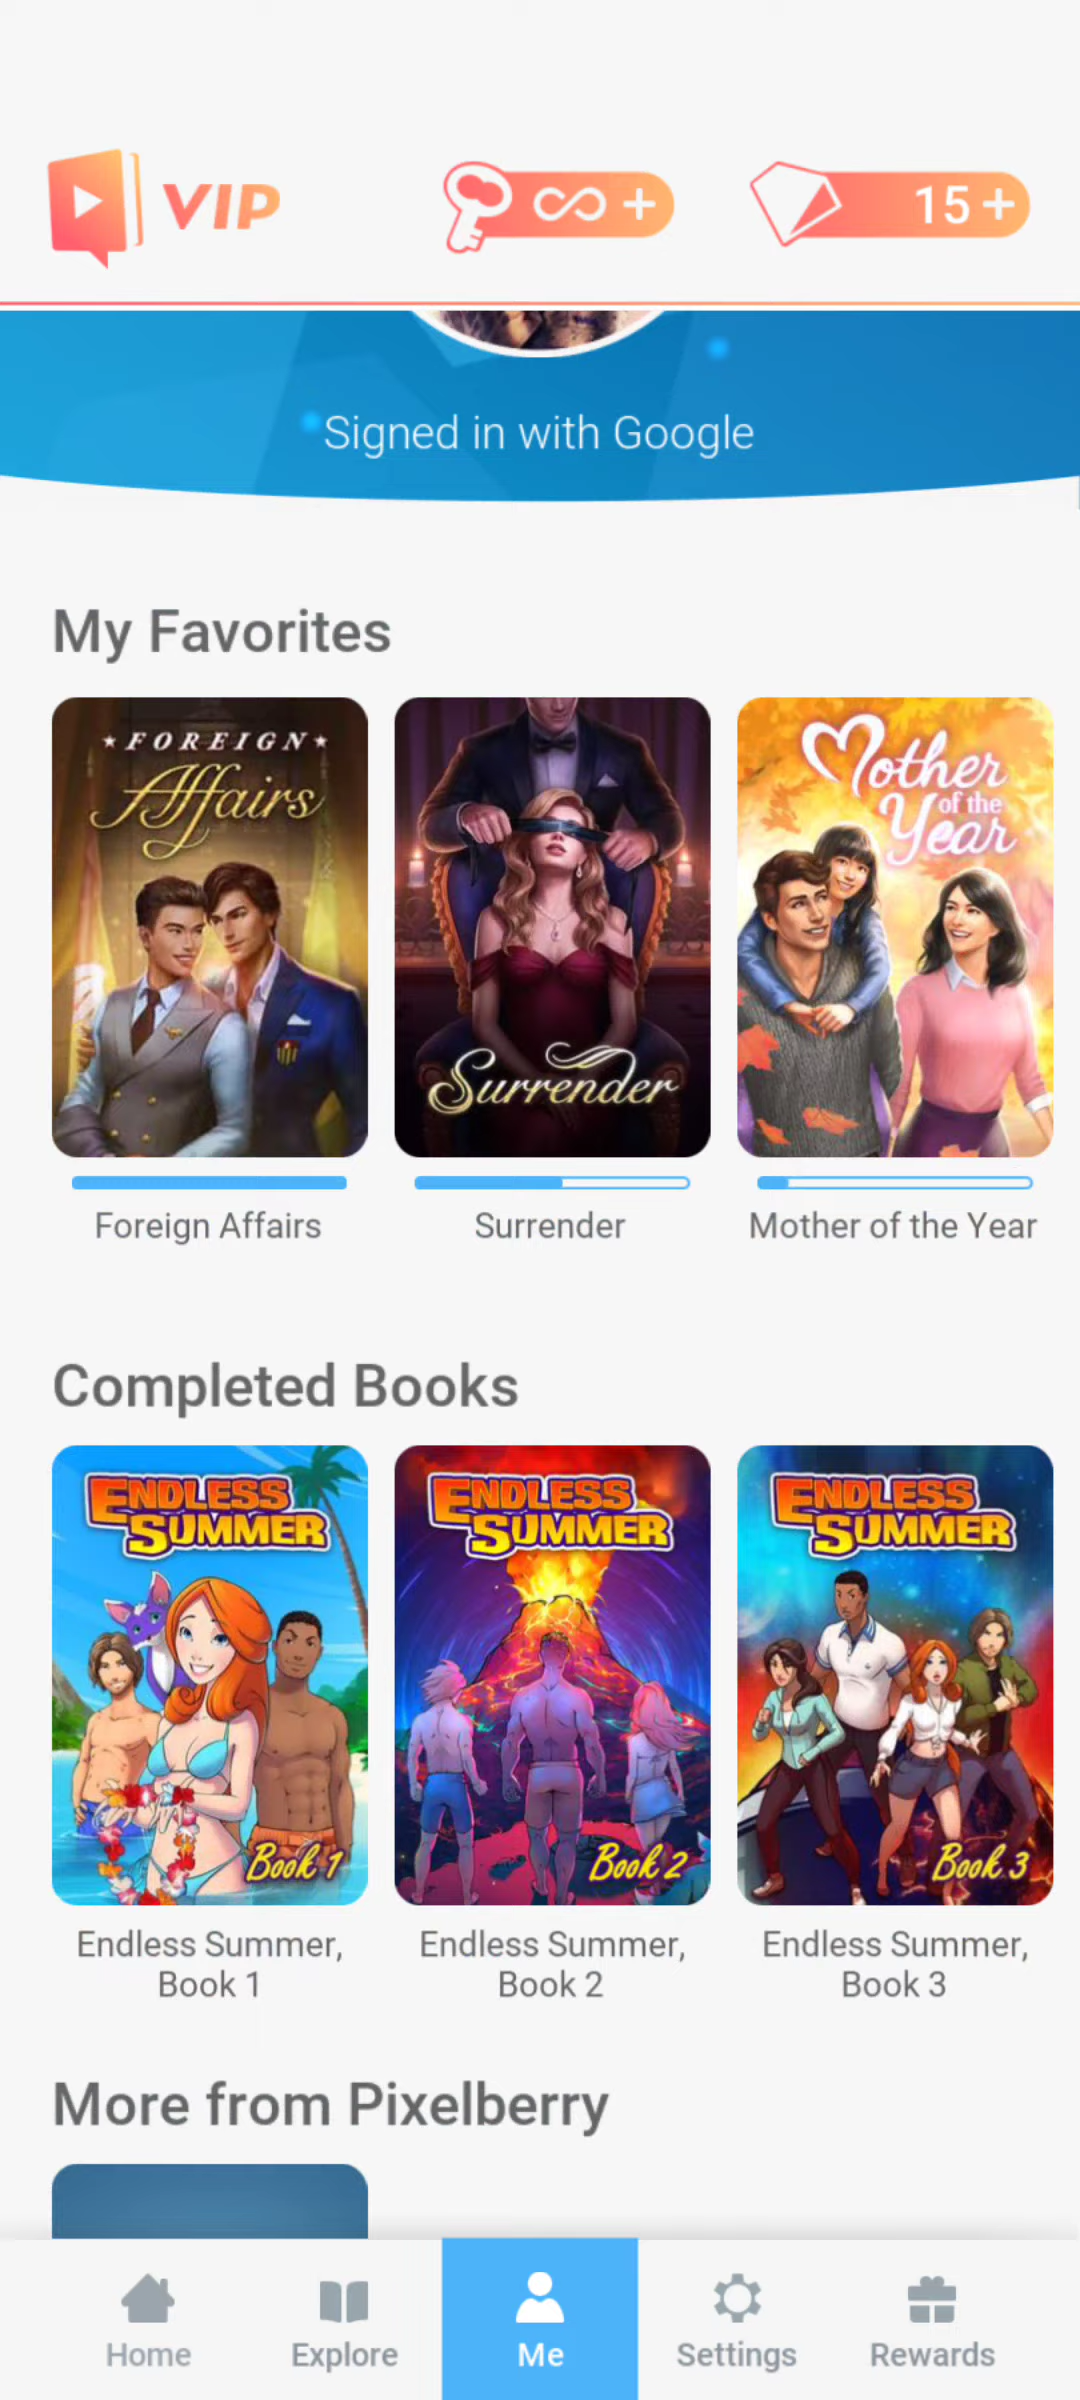 VIP
∞ +
15 +
Signed in with Google
My Favorites
FOREIGN
Affairs
Surrender
Mother
of the
Year
Foreign Affairs
Surrender
Mother of the Year
Completed Books
ENDLESS
SUMMER
Book 1
ENDLESS
SUMMER
Book 2
ENDLESS
SUMMER
Book 3
Endless Summer,
Book 1
Endless Summer,
Book 2
Endless Summer,
Book 3
More from Pixelberry
Home
Explore
Me
Settings
Rewards